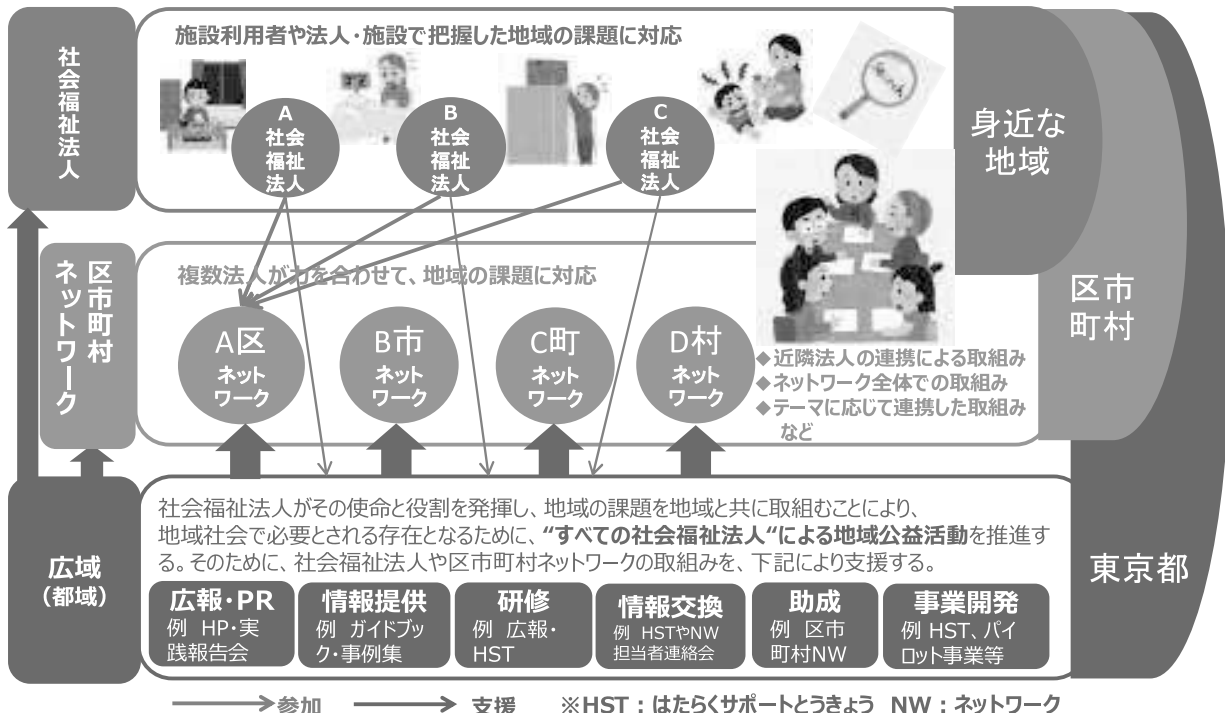 社会福祉法人
施設利用者や法人・施設で把握した地域の課題に対応
A
社会
福祉
法人
B
社会
福祉
法人
C
社会
福祉
法人
身近な
地域
区市町村
ネットワーク
複数法人が力を合わせて、地域の課題に対応
A区
ネット
ワーク
B市
ネット
ワーク
C町
ネット
ワーク
D村
ネット
ワーク
◆近隣法人の連携による取組み
◆ネットワーク全体での取組み
◆テーマに応じて連携した取組み
など
区市
町村
広域
（都域）
社会福祉法人がその使命と役割を発揮し、地域の課題を地域と共に取組むことにより、
地域社会で必要とされる存在となるために、“すべての社会福祉法人“による地域公益活動を推進す
る。そのために、社会福祉法人や区市町村ネットワークの取組みを、下記により支援する。
広報・PR
例 HP・実
践報告会
情報提供
例 ガイドブッ
ク・事例集
研修
例 広報・
HST
情報交換
例 HSTやNW
担当者連絡会
助成
例 区市
町村NW
事業開発
例 HST、パイ
ロット事業等
東京都
参加
支援
※HST：はたらくサポートとうきょう NW：ネットワーク